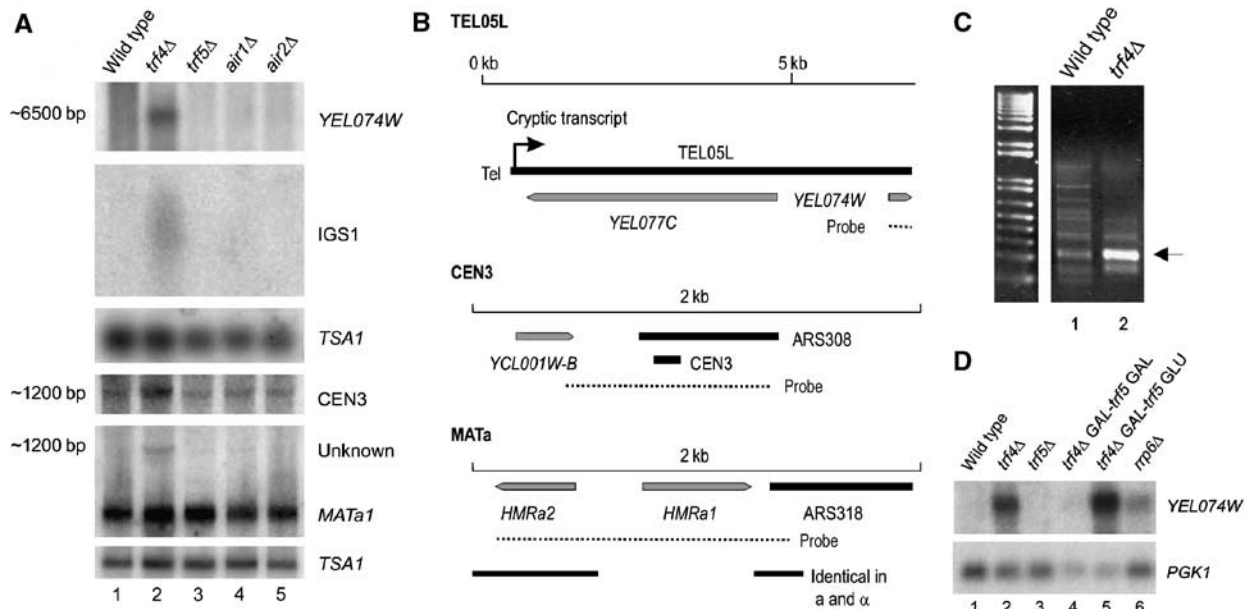 A
Wild type
trf4Δ
trf5Δ
air1Δ
air2Δ
~6500 bp
YEL074W
IGS1
TSA1
~1200 bp
CEN3
~1200 bp
Unknown
MATa1
TSA1
1 2 3 4 5
B
TEL05L
0 kb
5 kb
Cryptic transcript
TEL05L
Tel
YEL077C
YEL074W
Probe
CEN3
2 kb
YCL001W-B
ARS308
CEN3
Probe
MATa
2 kb
HMRa2
HMRa1
ARS318
Probe
Identical in
a and α
C
Wild type
trf4Δ
1 2
D
Wild type
trf4Δ
trf5Δ
trf4Δ GAL-trf5 GAL
trf4Δ GAL-trf5 GLU
rrp6Δ
YEL074W
PGK1
1 2 3 4 5 6